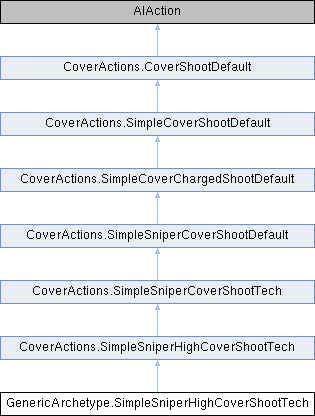 AIAction
CoverActions.CoverShootDefault
CoverActions.SimpleCoverShootDefault
CoverActions.SimpleCoverChargedShootDefault
CoverActions.SimpleSniperCoverShootDefault
CoverActions.SimpleSniperCoverShootTech
CoverActions.SimpleSniperHighCoverShootTech
GenericArchetype.SimpleSniperHighCoverShootTech